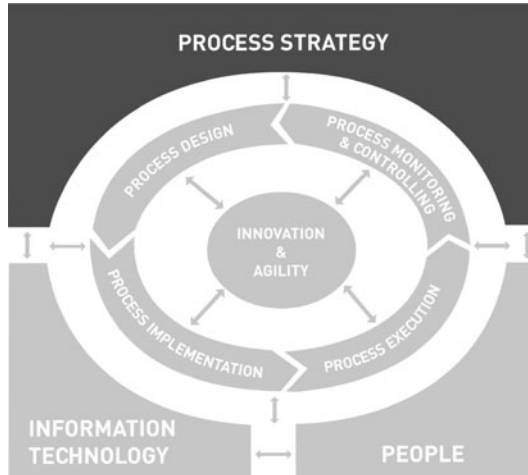 PROCESS STRATEGY
PROCESS DESIGN
PROCESS MONITORING
& CONTROLLING
INNOVATION
&
AGILITY
PROCESS IMPLEMENTATION
PROCESS EXECUTION
INFORMATION
TECHNOLOGY
PEOPLE